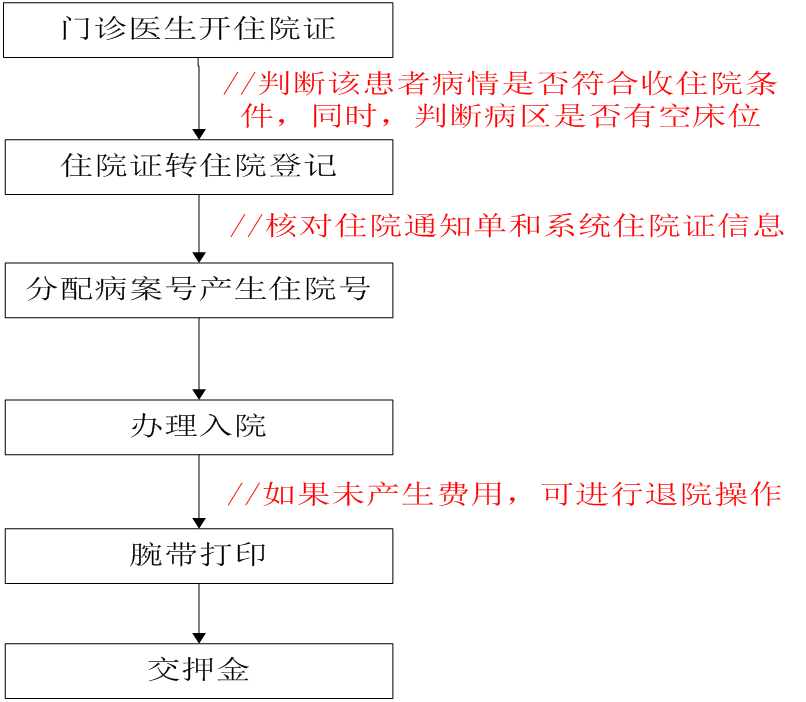 门诊医生开住院证
//判断该患者病情是否符合收住院条
件，同时，判断病区是否有空床位
住院证转住院登记
//核对住院通知单和系统住院证信息
分配病案号产生住院号
办理入院
//如果未产生费用，可进行退院操作
腕带打印
交押金